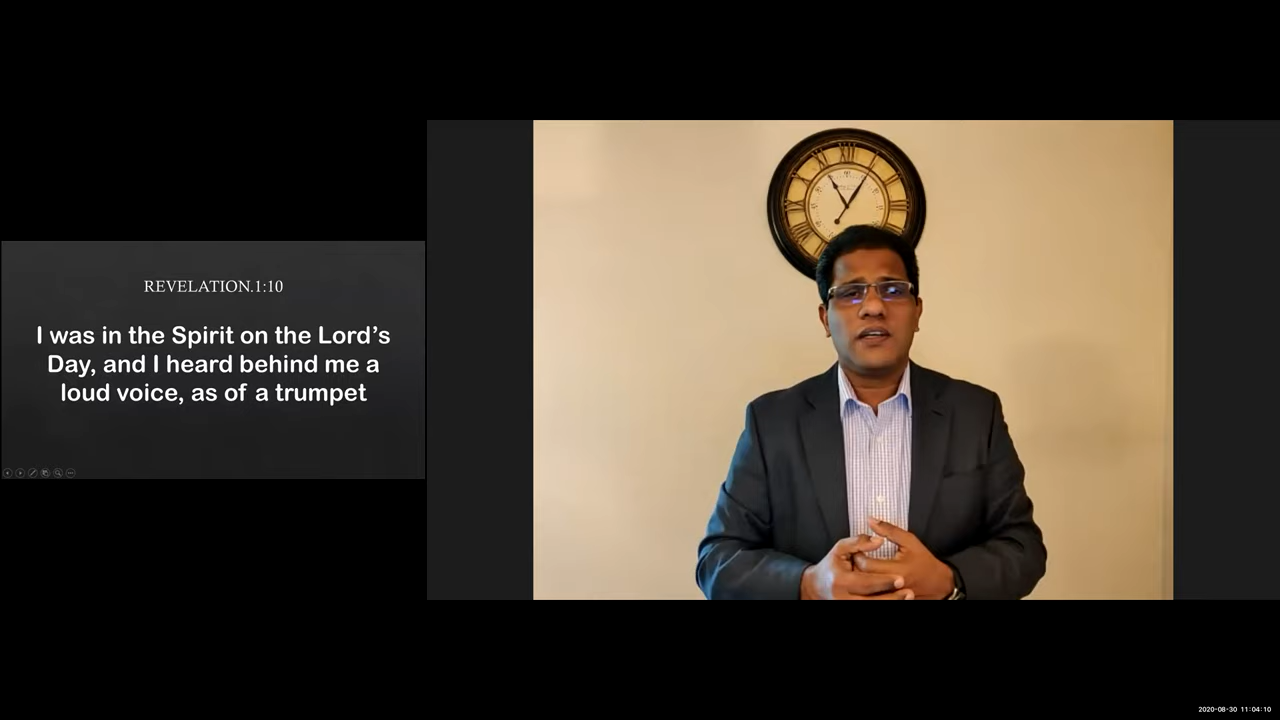 REVELATION.1:10
I was in the Spirit on the Lord’s
Day, and I heard behind me a
loud voice, as of a trumpet
XII
2020-08-30 11:04:10